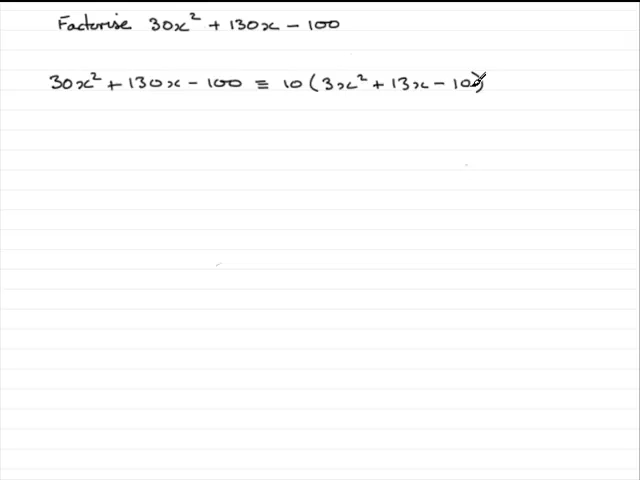 Factorise 30x² + 130x − 100
30x² + 130x − 100 ≡ 10(3x² + 13x − 10)